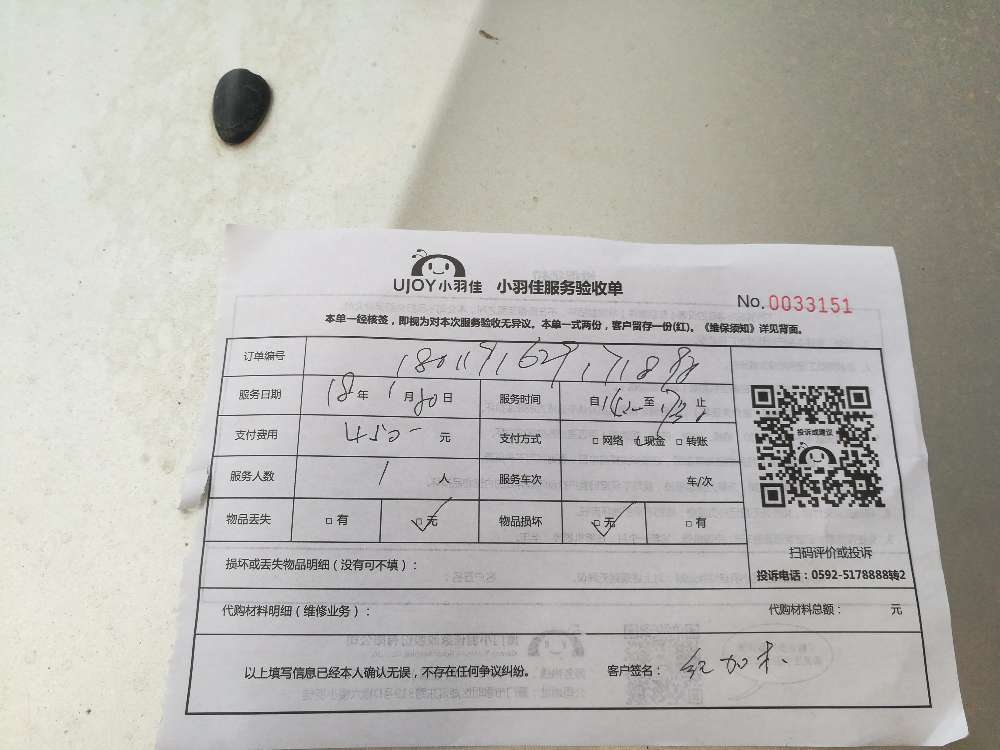 UJOY小羽佳 小羽佳服务验收单
No.0033151
本单一经核签，即视为对本次服务验收无异议。本单一式两份，客户留存一份(红)。《维保须知》详见背面。
订单编号
服务日期 18年 1月 30日 服务时间 自 至 止
支付费用 元 支付方式 □网络 □现金 □转账
服务人数 1 人 服务车次 车/次
物品丢失 □有 □无 物品损坏 □无 □有
投诉或建议
扫码评价或投诉
投诉电话：0592-5178888转2
损坏或丢失物品明细（没有可不填）：
代购材料明细（维修业务）： 代购材料总额： 元
以上填写信息已经本人确认无误，不存在任何争议纠纷。 客户签名：